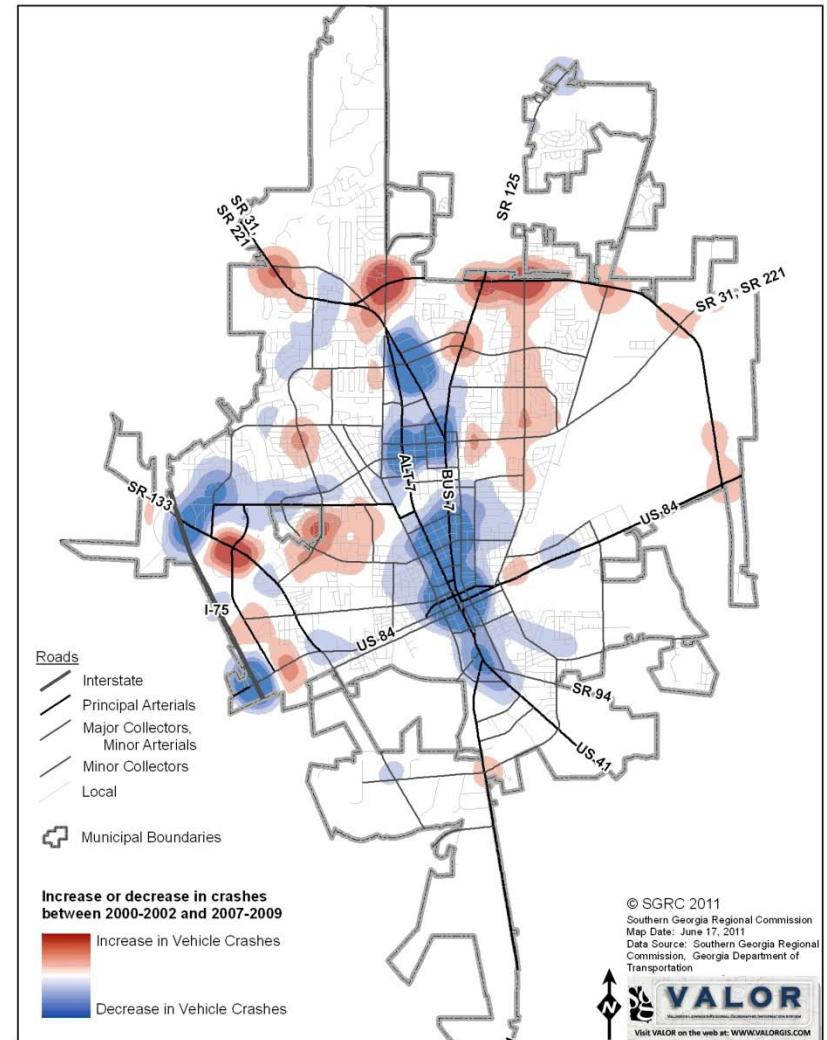 SR 125
SR 31,
SR 221
SR 31, SR 221
SR 133
ALT 7
BUS 7
US 84
I-75
US 84
SR 94
US 41
Roads
Interstate
Principal Arterials
Major Collectors,
Minor Arterials
Minor Collectors
Local
Municipal Boundaries
Increase or decrease in crashes
between 2000-2002 and 2007-2009
Increase in Vehicle Crashes
Decrease in Vehicle Crashes
© SGRC 2011
Southern Georgia Regional Commission
Map Date: June 17, 2011
Data Source: Southern Georgia Regional
Commission, Georgia Department of
Transportation
N
VALOR
Visit VALOR on the web at: WWW.VALORGIS.COM